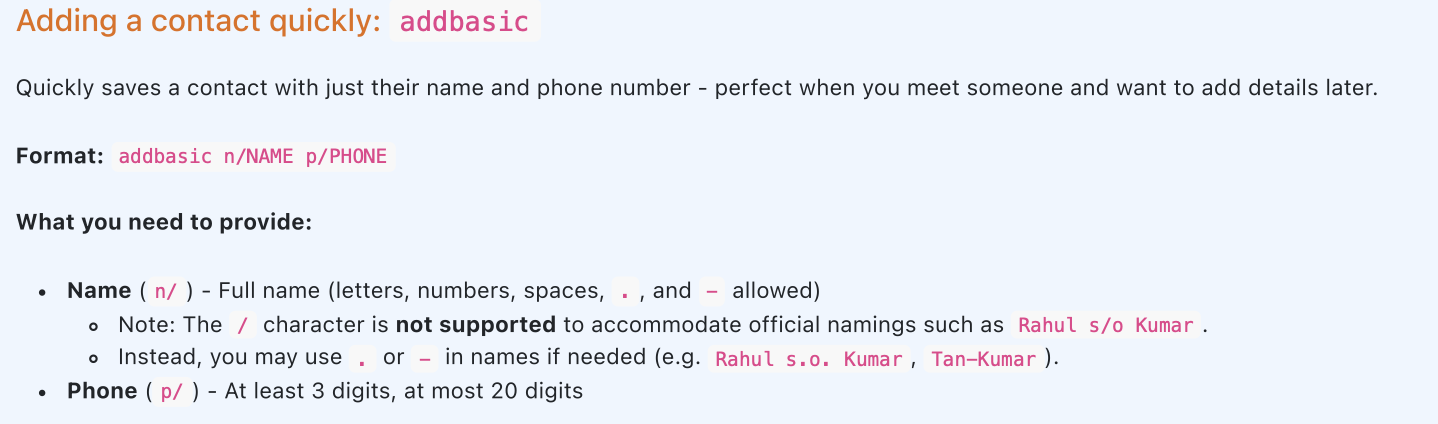 Adding a contact quickly: addbasic
Quickly saves a contact with just their name and phone number - perfect when you meet someone and want to add details later.
Format: addbasic n/NAME p/PHONE
What you need to provide:
• Name ( n/ ) - Full name (letters, numbers, spaces, . , and - allowed)
◦ Note: The / character is not supported to accommodate official namings such as Rahul s/o Kumar .
◦ Instead, you may use . or - in names if needed (e.g. Rahul s.o. Kumar , Tan-Kumar ).
• Phone ( p/ ) - At least 3 digits, at most 20 digits